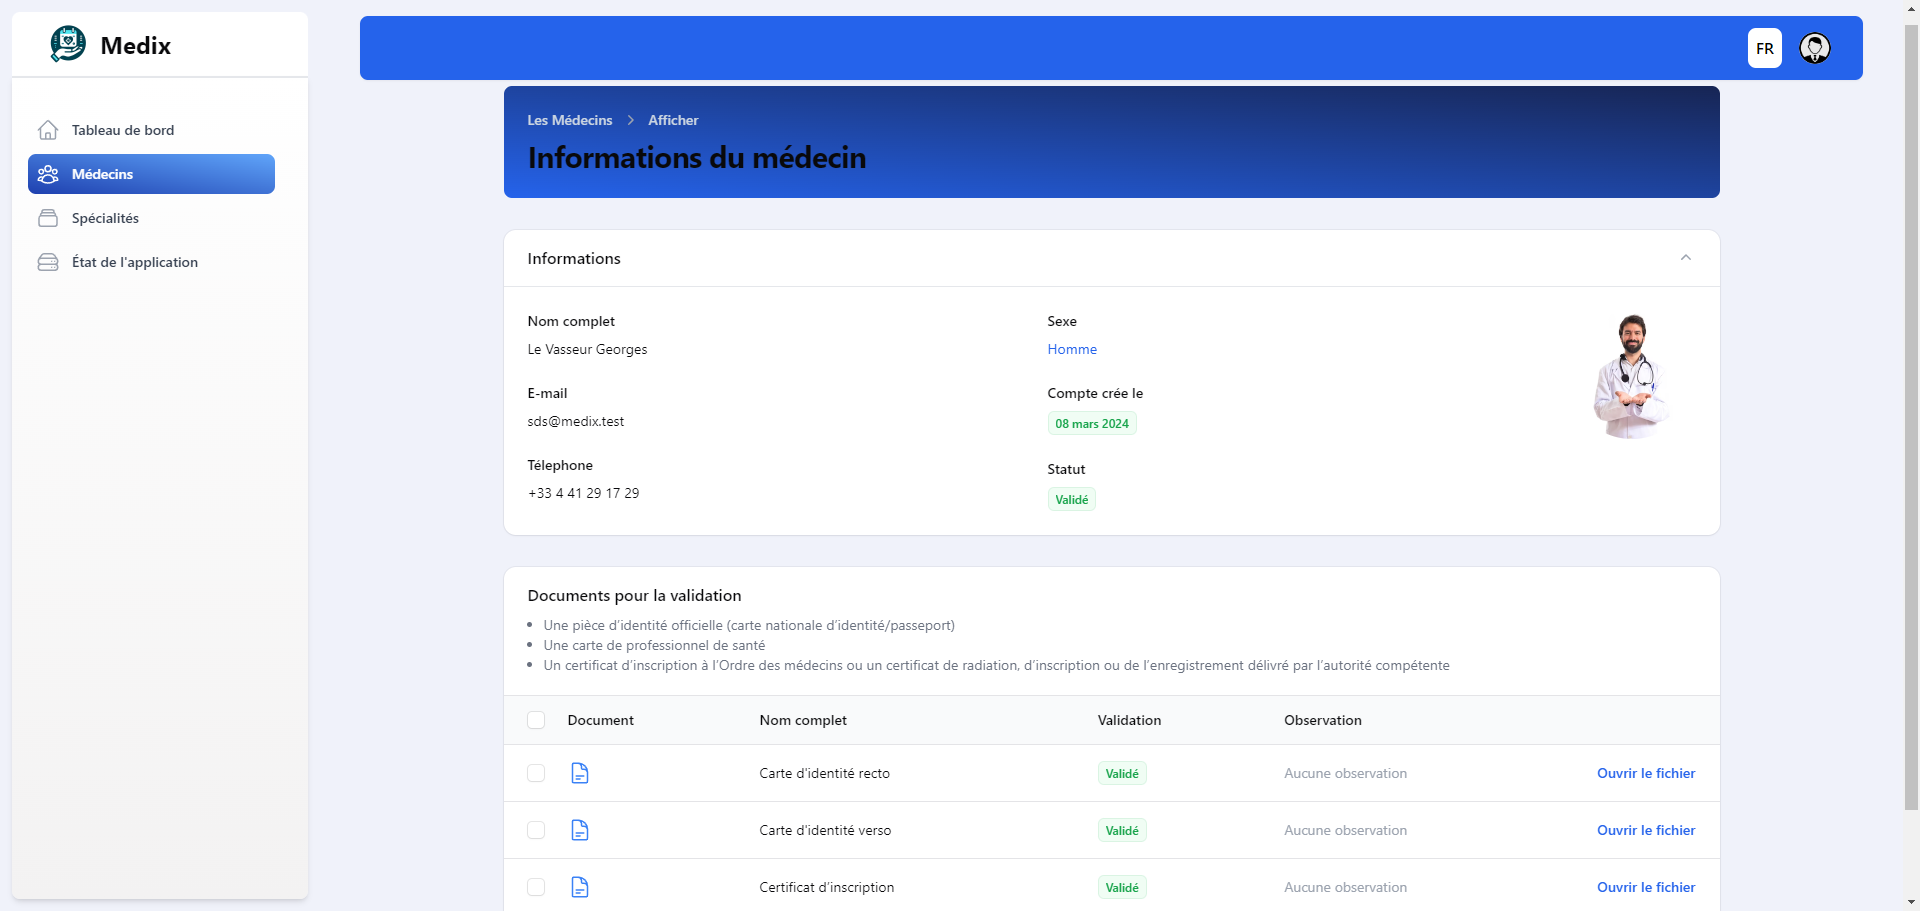 Medix
FR
Tableau de bord
Médecins
Spécialités
État de l'application
Les Médecins > Afficher
Informations du médecin
Informations
Nom complet
Le Vasseur Georges
E-mail
sds@medix.test
Télephone
+33 4 41 29 17 29
Sexe
Homme
Compte crée le
08 mars 2024
Statut
Validé
Documents pour la validation
• Une pièce d’identité officielle (carte nationale d’identité/passeport)
• Une carte de professionnel de santé
• Un certificat d’inscription à l’Ordre des médecins ou un certificat de radiation, d’inscription ou de l’enregistrement délivré par l’autorité compétente
Document Nom complet Validation Observation
Carte d'identité recto Validé Aucune observation Ouvrir le fichier
Carte d'identité verso Validé Aucune observation Ouvrir le fichier
Certificat d’inscription Validé Aucune observation Ouvrir le fichier